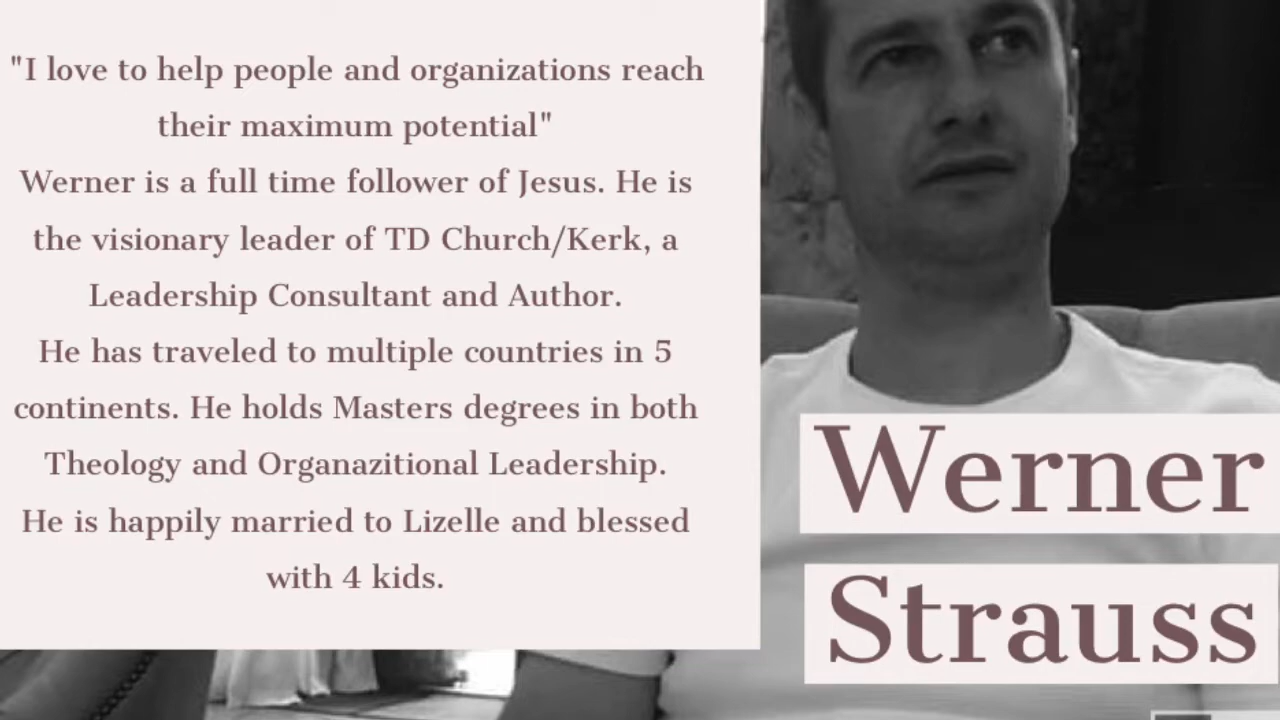 "I love to help people and organizations reach
their maximum potential"
Werner is a full time follower of Jesus. He is
the visionary leader of TD Church/Kerk, a
Leadership Consultant and Author.
He has traveled to multiple countries in 5
continents. He holds Masters degrees in both
Theology and Organazitional Leadership.
He is happily married to Lizelle and blessed
with 4 kids.
Werner
Strauss